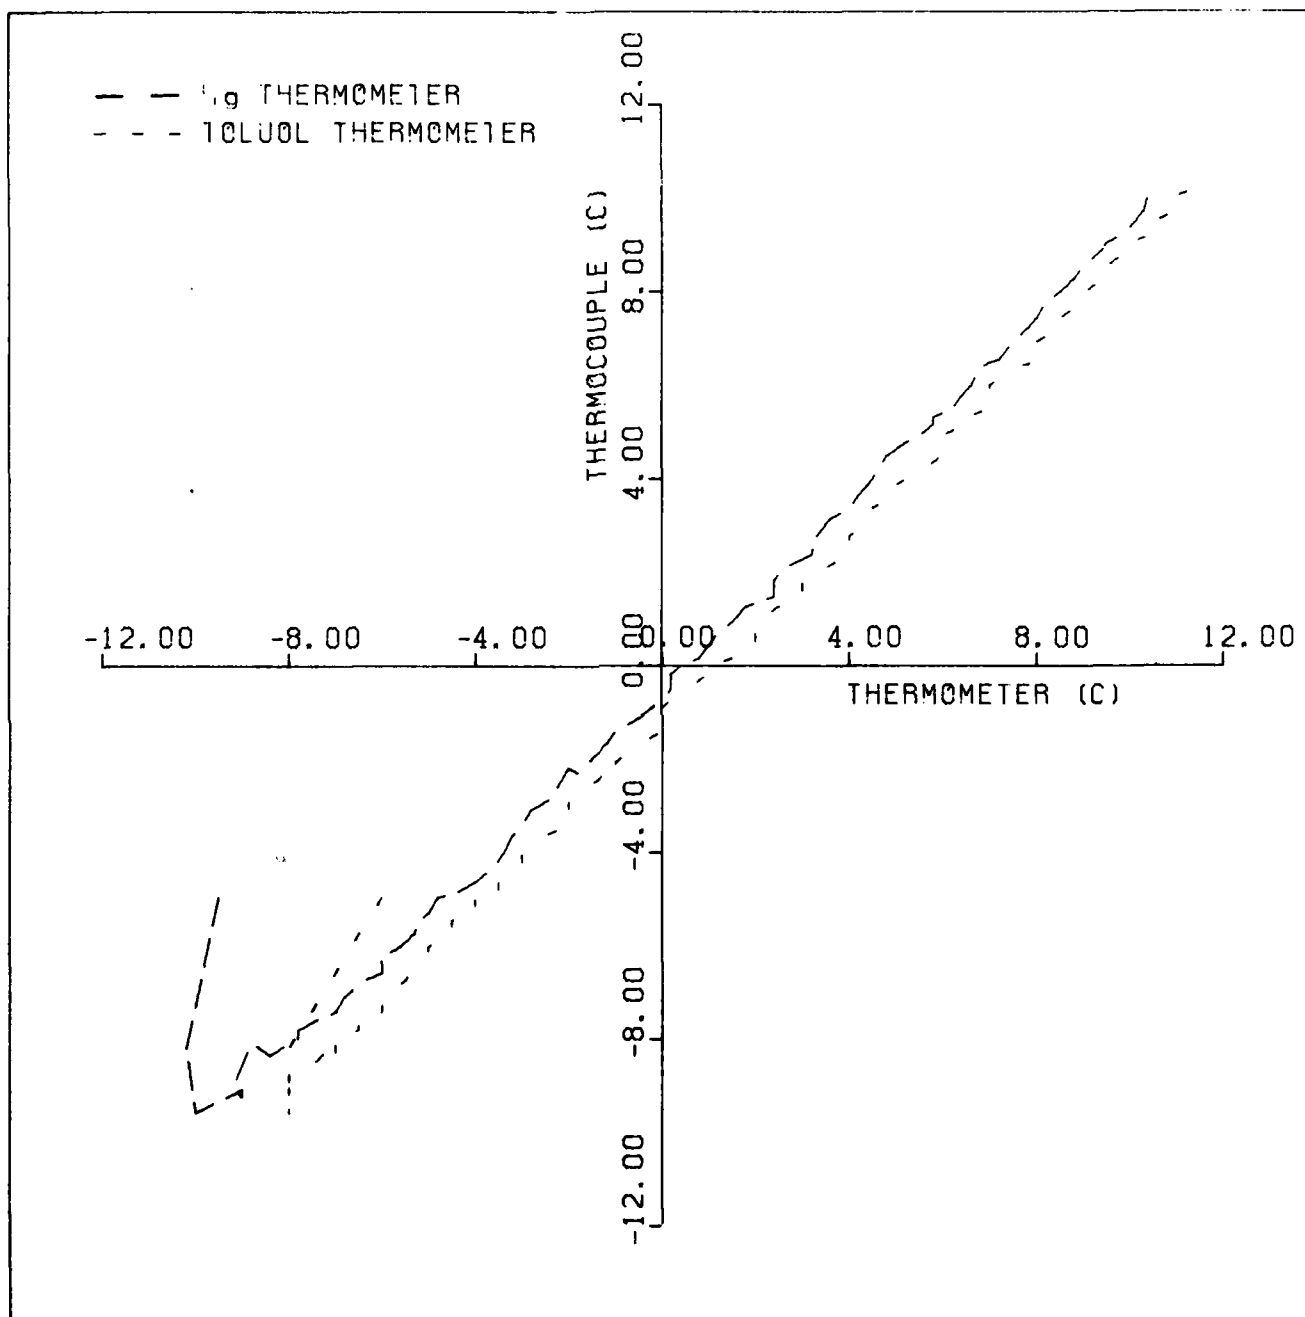 Hg THERMOMETER
TOLUOL THERMOMETER
THERMOCOUPLE (C)
12.00
8.00
4.00
0.00
-4.00
-8.00
-12.00
-12.00 -8.00 -4.00 0.00 4.00 8.00 12.00
THERMOMETER (C)